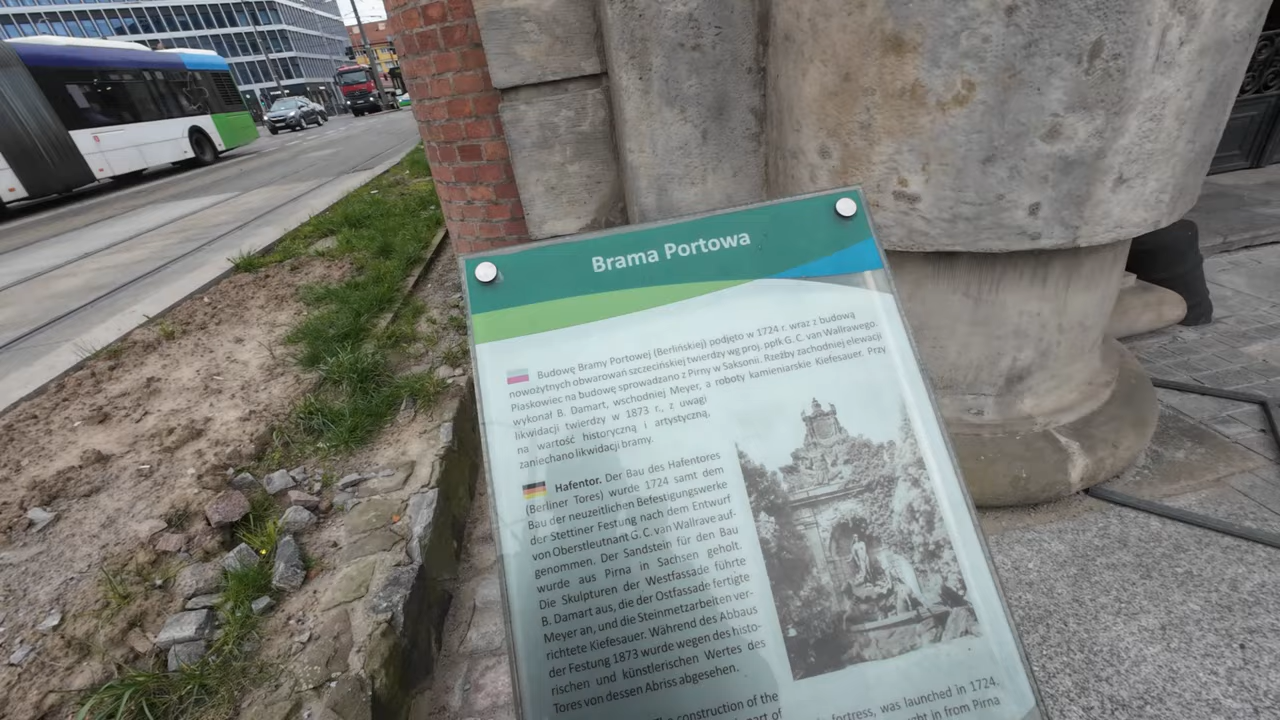 Brama Portowa
Budowę Bramy Portowej (Berlińskiej) podjęto w 1724 r. wraz z budową
nowożytnych obwarowań szczecińskiej twierdzy wg proj. ppłk G. C. van Wallrawego.
Piaskowiec na budowę sprowadzano z Pirny w Saksonii. Rzeźby zachodniej elewacji
wykonał B. Damart, wschodniej Meyer, a roboty kamieniarskie Kiefesauer. Przy
likwidacji twierdzy w 1873 r., z uwagi
na wartość historyczną i artystyczną,
zaniechano likwidacji bramy.
Hafentor. Der Bau des Hafentores
(Berliner Tores) wurde 1724 samt dem
Bau der neuzeitlichen Befestigungswerke
der Stettiner Festung nach dem Entwurf
von Oberstleutnant G. C. van Wallrave auf-
genommen. Der Sandstein für den Bau
wurde aus Pirna in Sachsen geholt.
Die Skulpturen der Westfassade führte
B. Damart aus, die der Ostfassade fertigte
Meyer an, und die Steinmetzarbeiten ver-
richtete Kiefesauer. Während des Abbaus
der Festung 1873 wurde wegen des histo-
rischen und künstlerischen Wertes des
Tores von dessen Abriss abgesehen.
construction of the
fortress, was launched in 1724.
in from Pirna